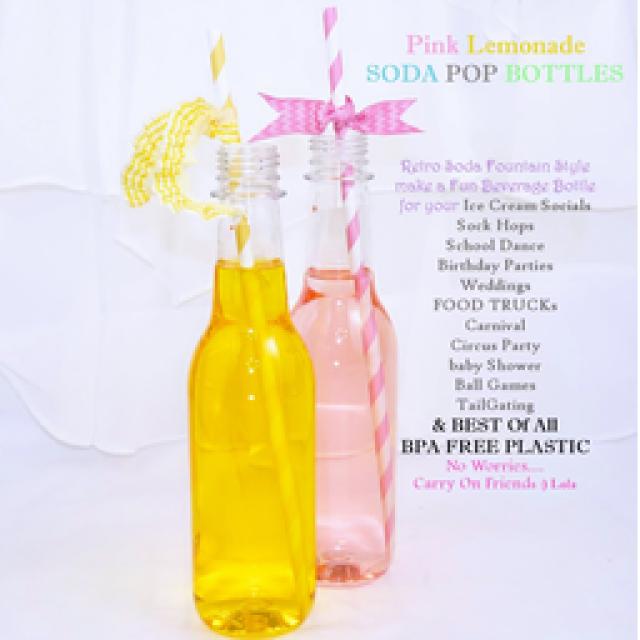 Pink Lemonade
SODA POP BOTTLES
Retro Soda Fountain Style
make a Fun Beverage Bottle
for your Ice Cream Socials
Sock Hops
School Dance
Birthday Parties
Weddings
FOOD TRUCKs
Carnival
Circus Party
baby Shower
Ball Games
TailGating
& BEST Of All
BPA FREE PLASTIC
No Worries....
Carry On Friends :) Lala